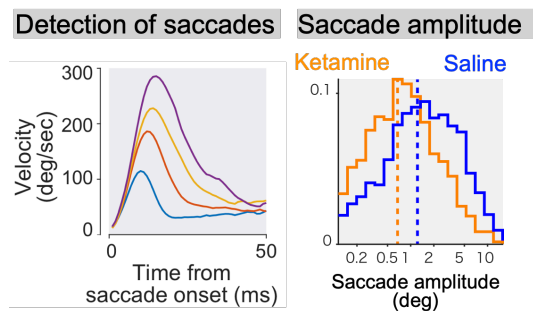 Detection of saccades
Velocity
(deg/sec)
300
200
100
0
0
50
Time from
saccade onset (ms)
Saccade amplitude
Ketamine
Saline
0.1
0
0.2
0.5
1
2
5
10
Saccade amplitude
(deg)